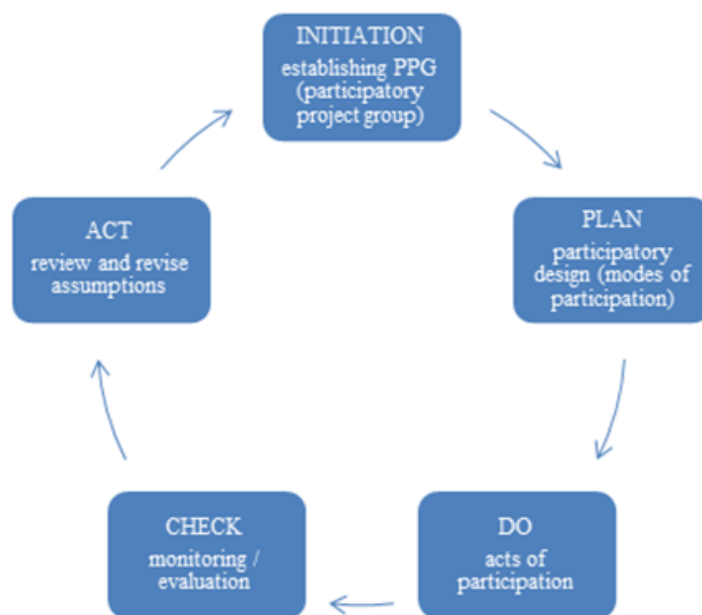 INITIATION
establishing PPG
(participatory
project group)
PLAN
participatory
design (modes of
participation)
DO
acts of
participation
CHECK
monitoring /
evaluation
ACT
review and revise
assumptions